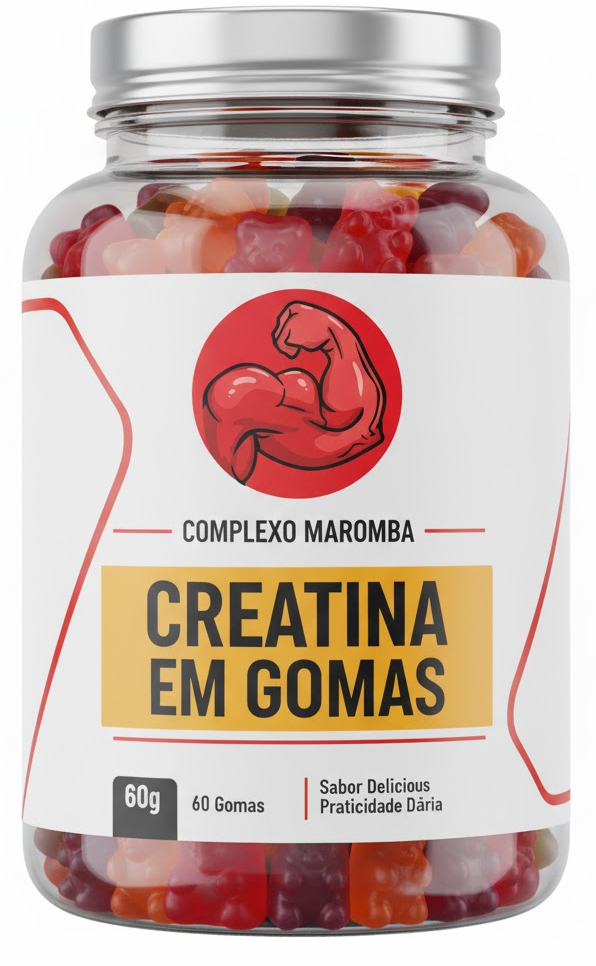 COMPLEXO MAROMBA
CREATINA
EM GOMAS
60g
60 Gomas
Sabor Delicious
Praticidade Dária